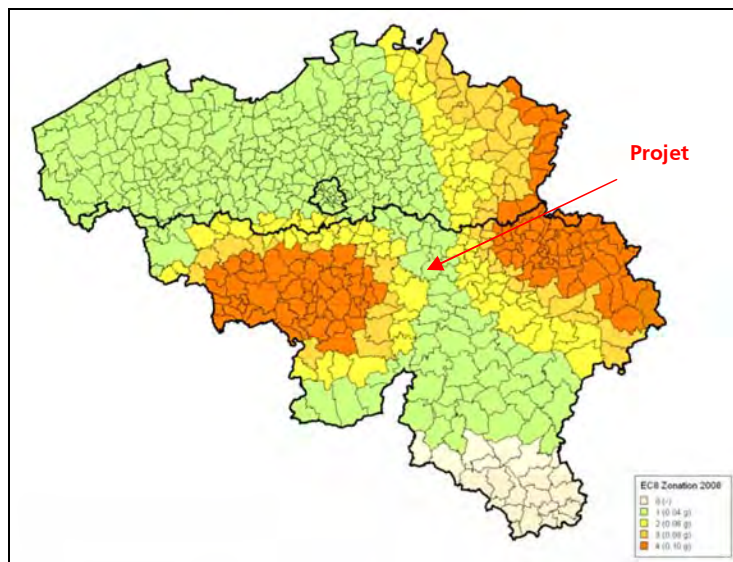 Projet
EC8 Zonation 2008
0 (-)
1 (0.04 g)
2 (0.06 g)
3 (0.08 g)
4 (0.10 g)